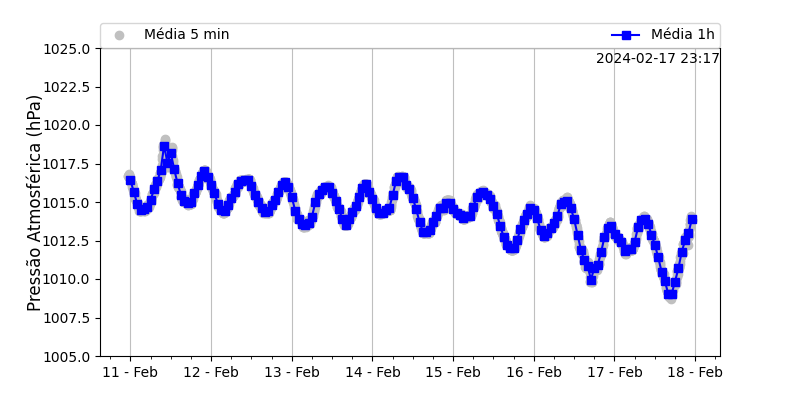 Média 5 min
Média 1h
2024-02-17 23:17
Pressão Atmosférica (hPa)
1025.0
1022.5
1020.0
1017.5
1015.0
1012.5
1010.0
1007.5
1005.0
11 - Feb
12 - Feb
13 - Feb
14 - Feb
15 - Feb
16 - Feb
17 - Feb
18 - Feb